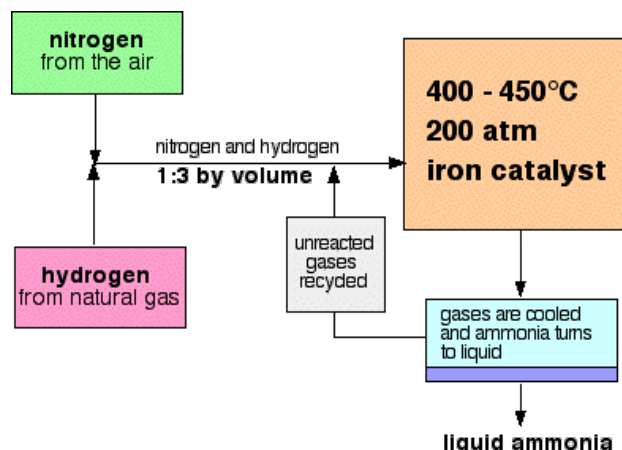 nitrogen
from the air
400 - 450°C
200 atm
iron catalyst
nitrogen and hydrogen
1:3 by volume
hydrogen
from natural gas
unreacted
gases
recyded
gases are cooled
and ammonia turns
to liquid
liquid ammonia